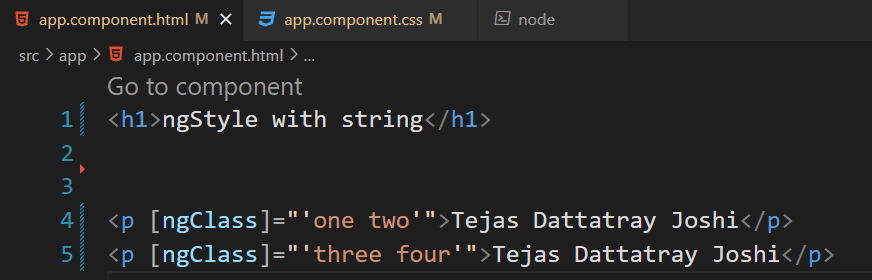 app.component.html M × app.component.css M node
src > app > app.component.html > ...
Go to component
1 <h1>ngStyle with string</h1>
2
3
4 <p [ngClass]="'one two'">Tejas Dattatray Joshi</p>
5 <p [ngClass]="'three four'">Tejas Dattatray Joshi</p>